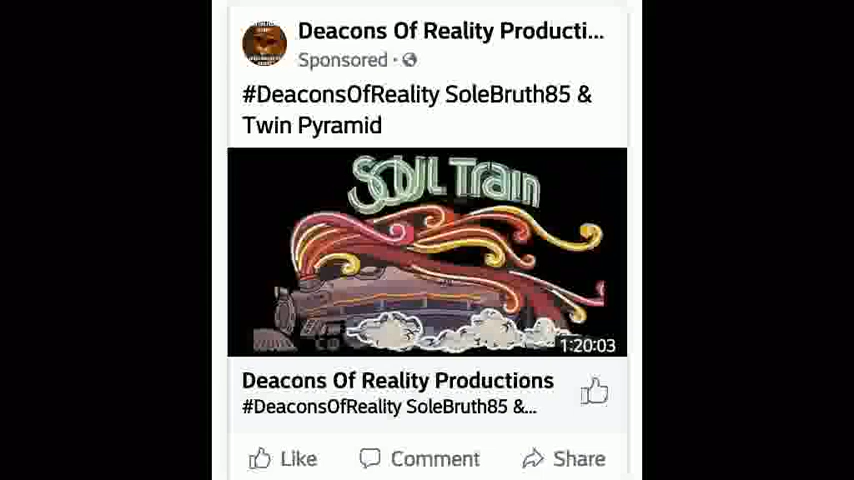 Deacons Of Reality Producti...
Sponsored ·
#DeaconsOfReality SoleBruth85 &
Twin Pyramid
SOUL Train
1:20:03
Deacons Of Reality Productions
#DeaconsOfReality SoleBruth85 &...
Like Comment Share